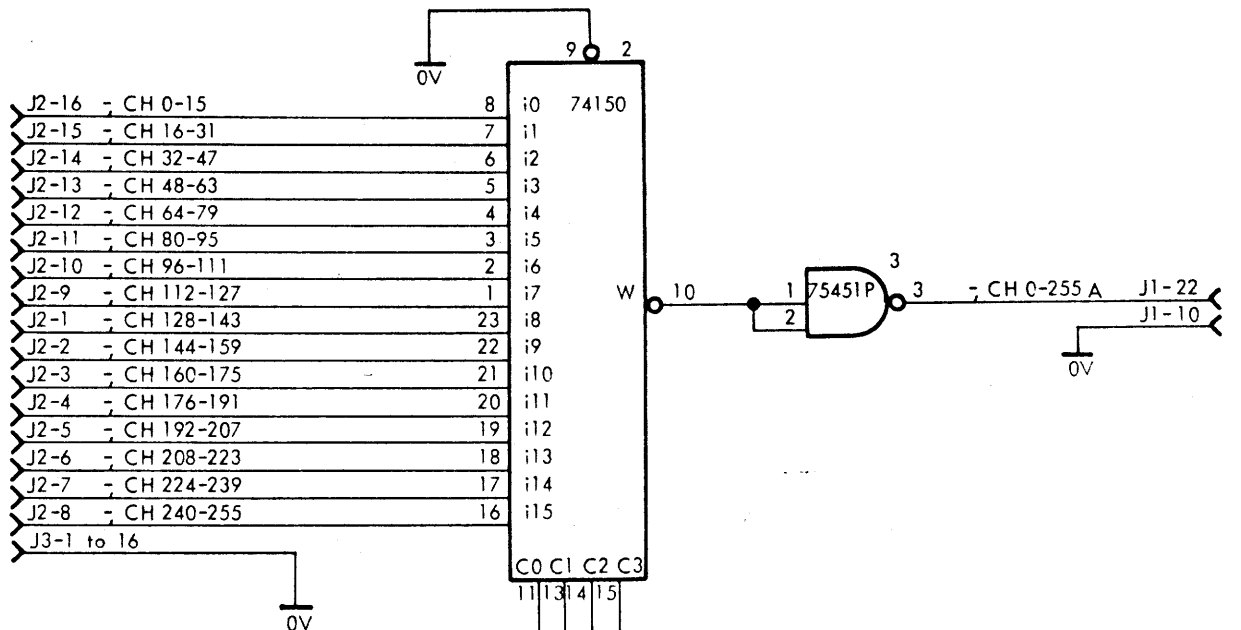 9 2
0V
J2-16 -, CH 0-15 8 i0 74150
J2-15 -, CH 16-31 7 i1
J2-14 -, CH 32-47 6 i2
J2-13 -, CH 48-63 5 i3
J2-12 -, CH 64-79 4 i4
J2-11 -, CH 80-95 3 i5
J2-10 -, CH 96-111 2 i6
J2-9 -, CH 112-127 1 i7 W 10
J2-1 -, CH 128-143 23 i8
J2-2 -, CH 144-159 22 i9
J2-3 -, CH 160-175 21 i10
J2-4 -, CH 176-191 20 i11
J2-5 -, CH 192-207 19 i12
J2-6 -, CH 208-223 18 i13
J2-7 -, CH 224-239 17 i14
J2-8 -, CH 240-255 16 i15
J3-1 to 16
0V
C0 C1 C2 C3
11 13 14 15
3
1 75451P 3 -, CH 0-255 A J1-22
2 J1-10
0V